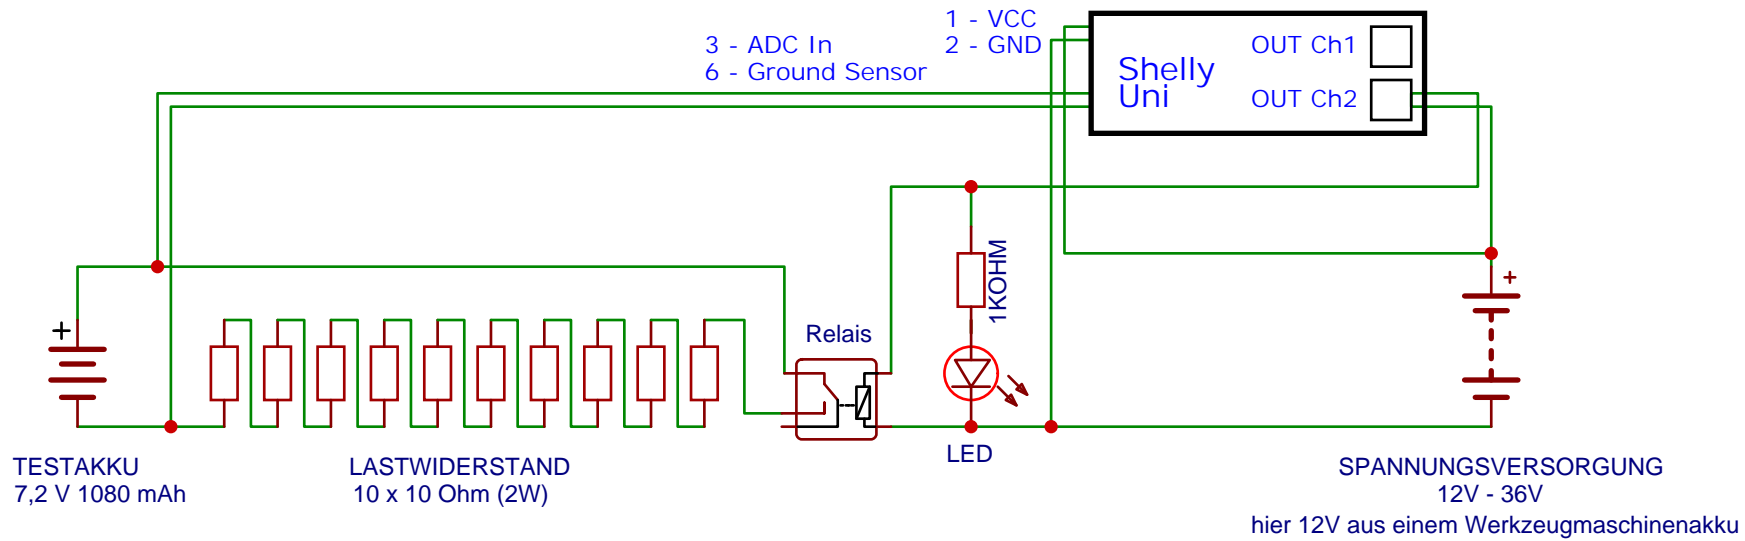 1 - VCC
2 - GND
3 - ADC In
6 - Ground Sensor
Shelly
Uni
OUT Ch1
OUT Ch2
1KOHM
Relais
LED
+
+
TESTAKKU
7,2 V 1080 mAh
LASTWIDERSTAND
10 x 10 Ohm (2W)
SPANNUNGSVERSORGUNG
12V - 36V
hier 12V aus einem Werkzeugmaschinenakku